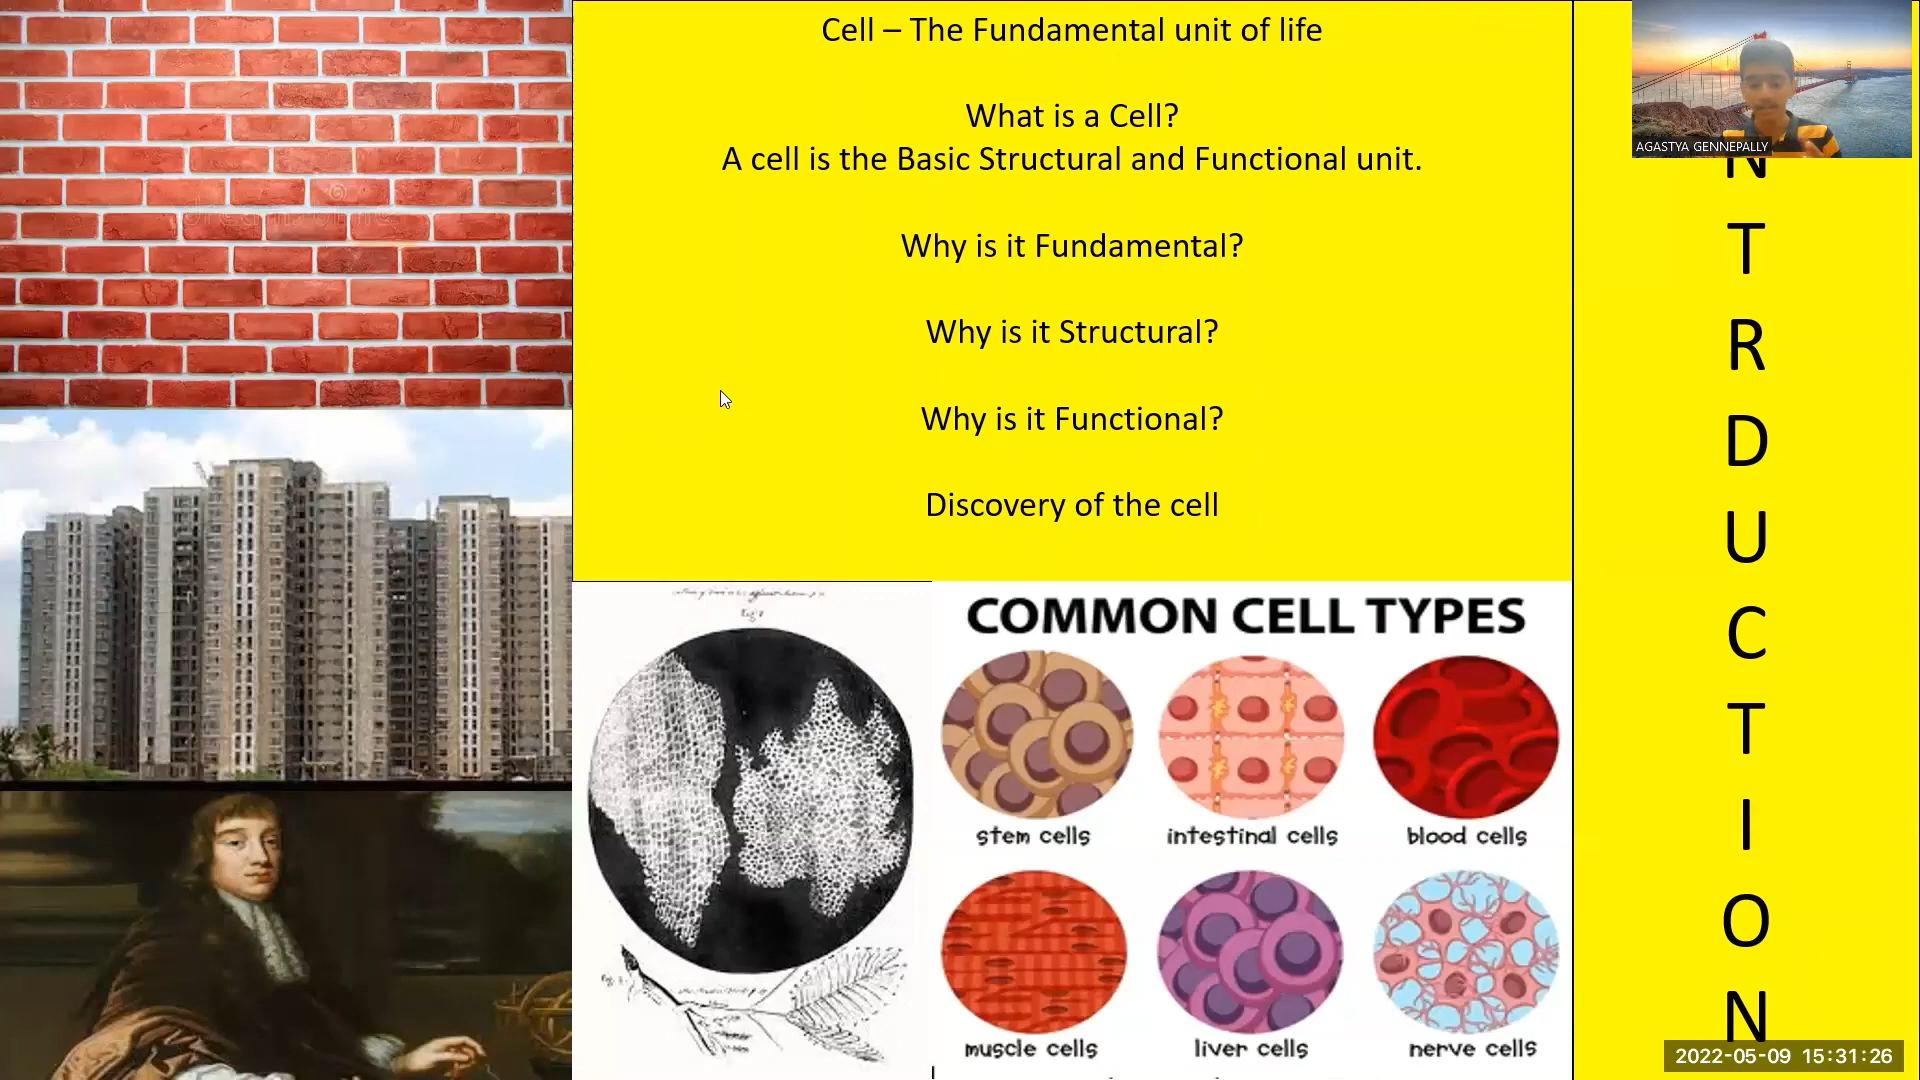 Cell – The Fundamental unit of life
What is a Cell?
A cell is the Basic Structural and Functional unit.
Why is it Fundamental?
Why is it Structural?
Why is it Functional?
Discovery of the cell
COMMON CELL TYPES
stem cells
intestinal cells
blood cells
muscle cells
liver cells
nerve cells
AGASTYA GENNEPALLY
N
T
R
D
U
C
T
I
O
N
2022-05-09 15:31:26